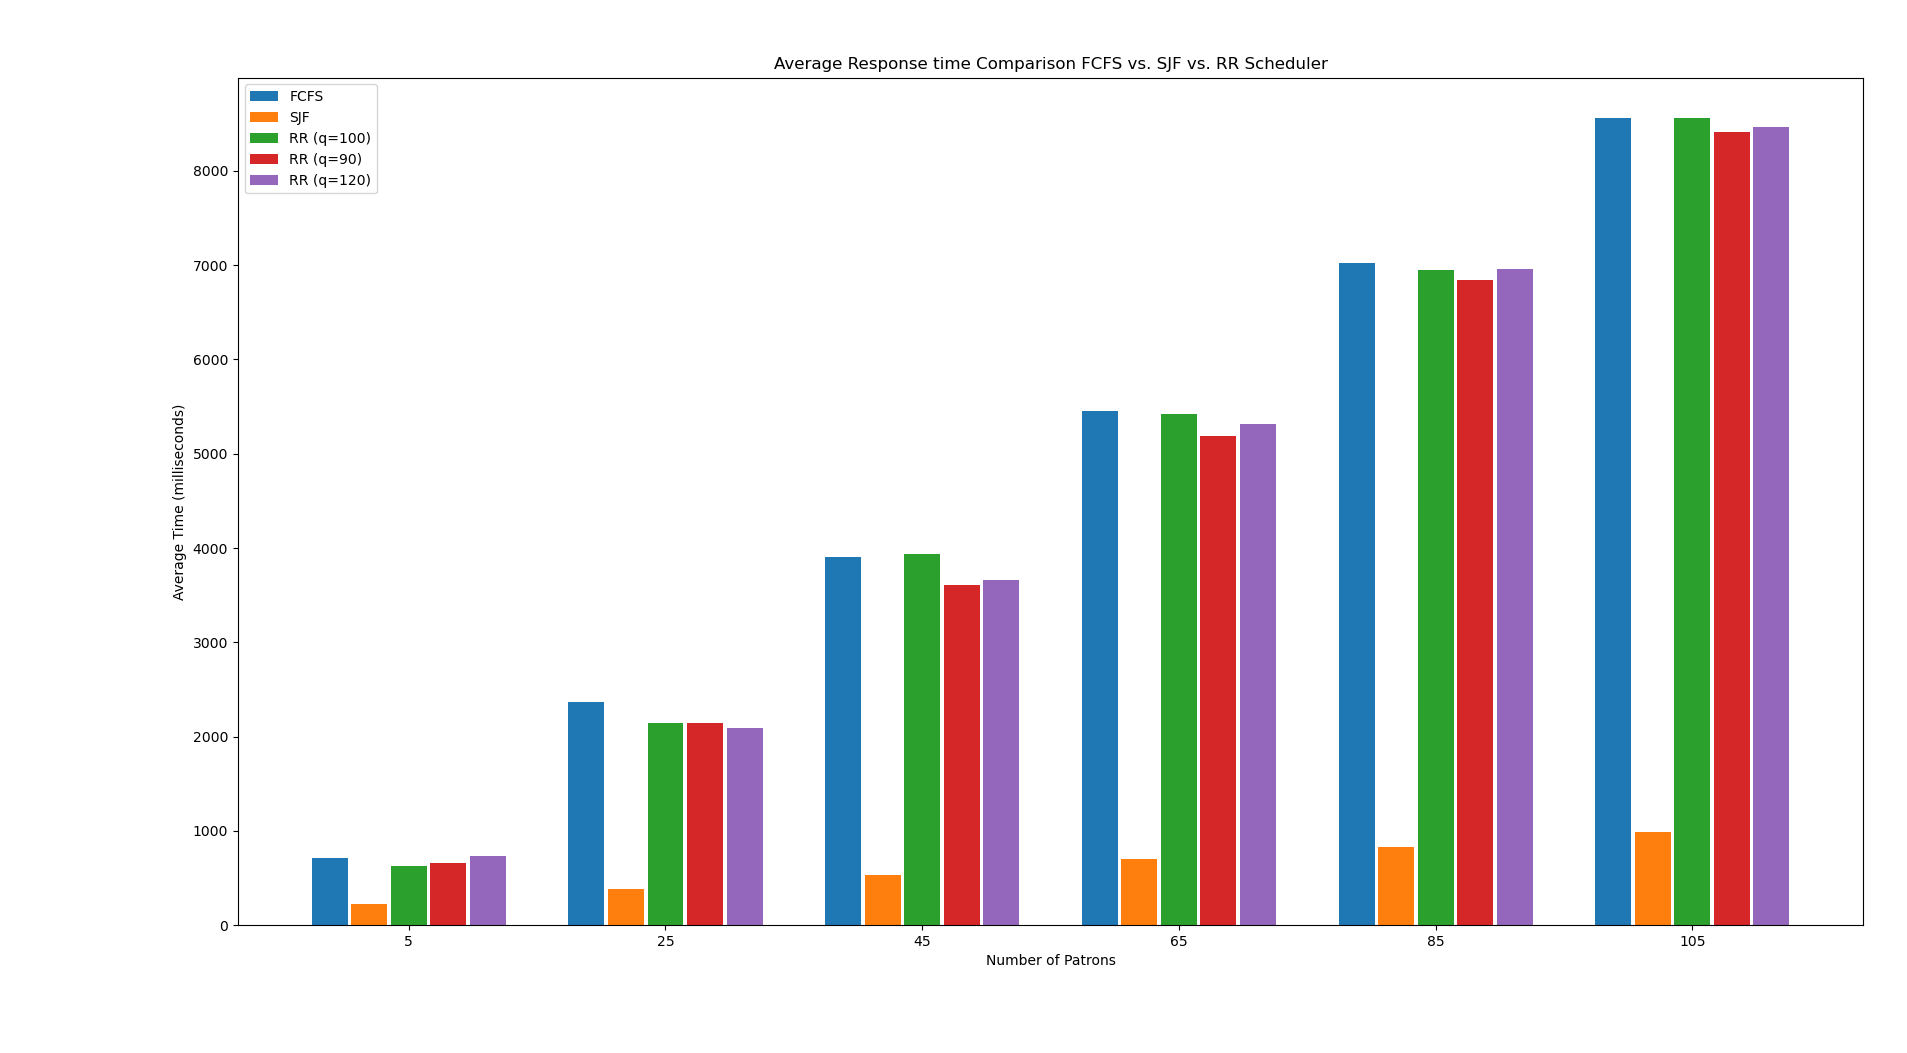 Average Response time Comparison FCFS vs. SJF vs. RR Scheduler
FCFS
SJF
RR (q=100)
RR (q=90)
RR (q=120)
8000
7000
6000
5000
4000
3000
2000
1000
0
Average Time (milliseconds)
5 25 45 65 85 105
Number of Patrons